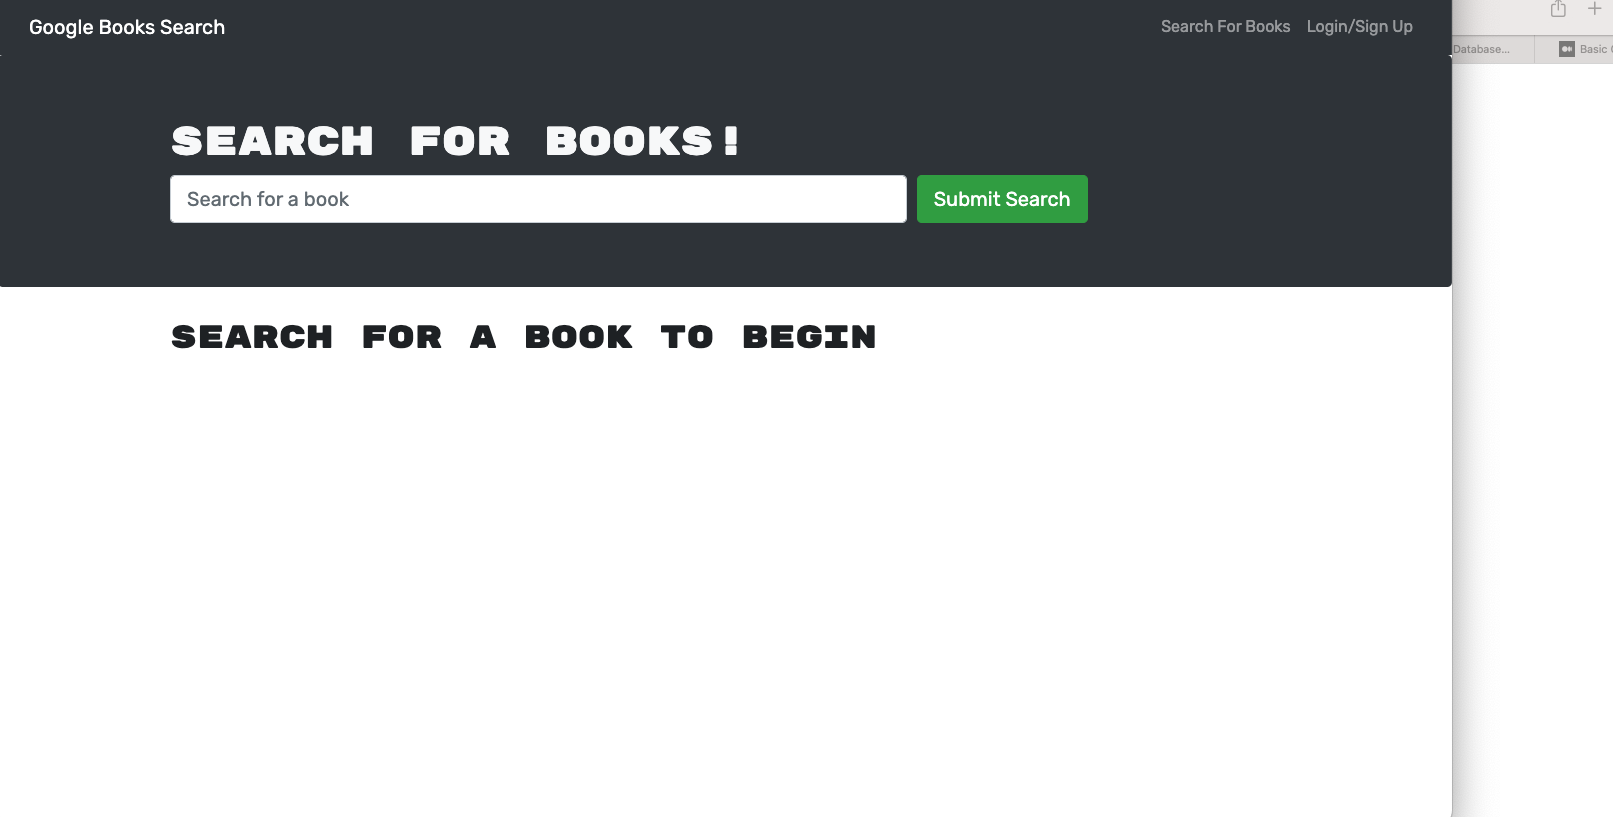 Google Books Search
Search For Books
Login/Sign Up
Database...
Basic
SEARCH FOR BOOKS!
Search for a book
Submit Search
SEARCH FOR A BOOK TO BEGIN